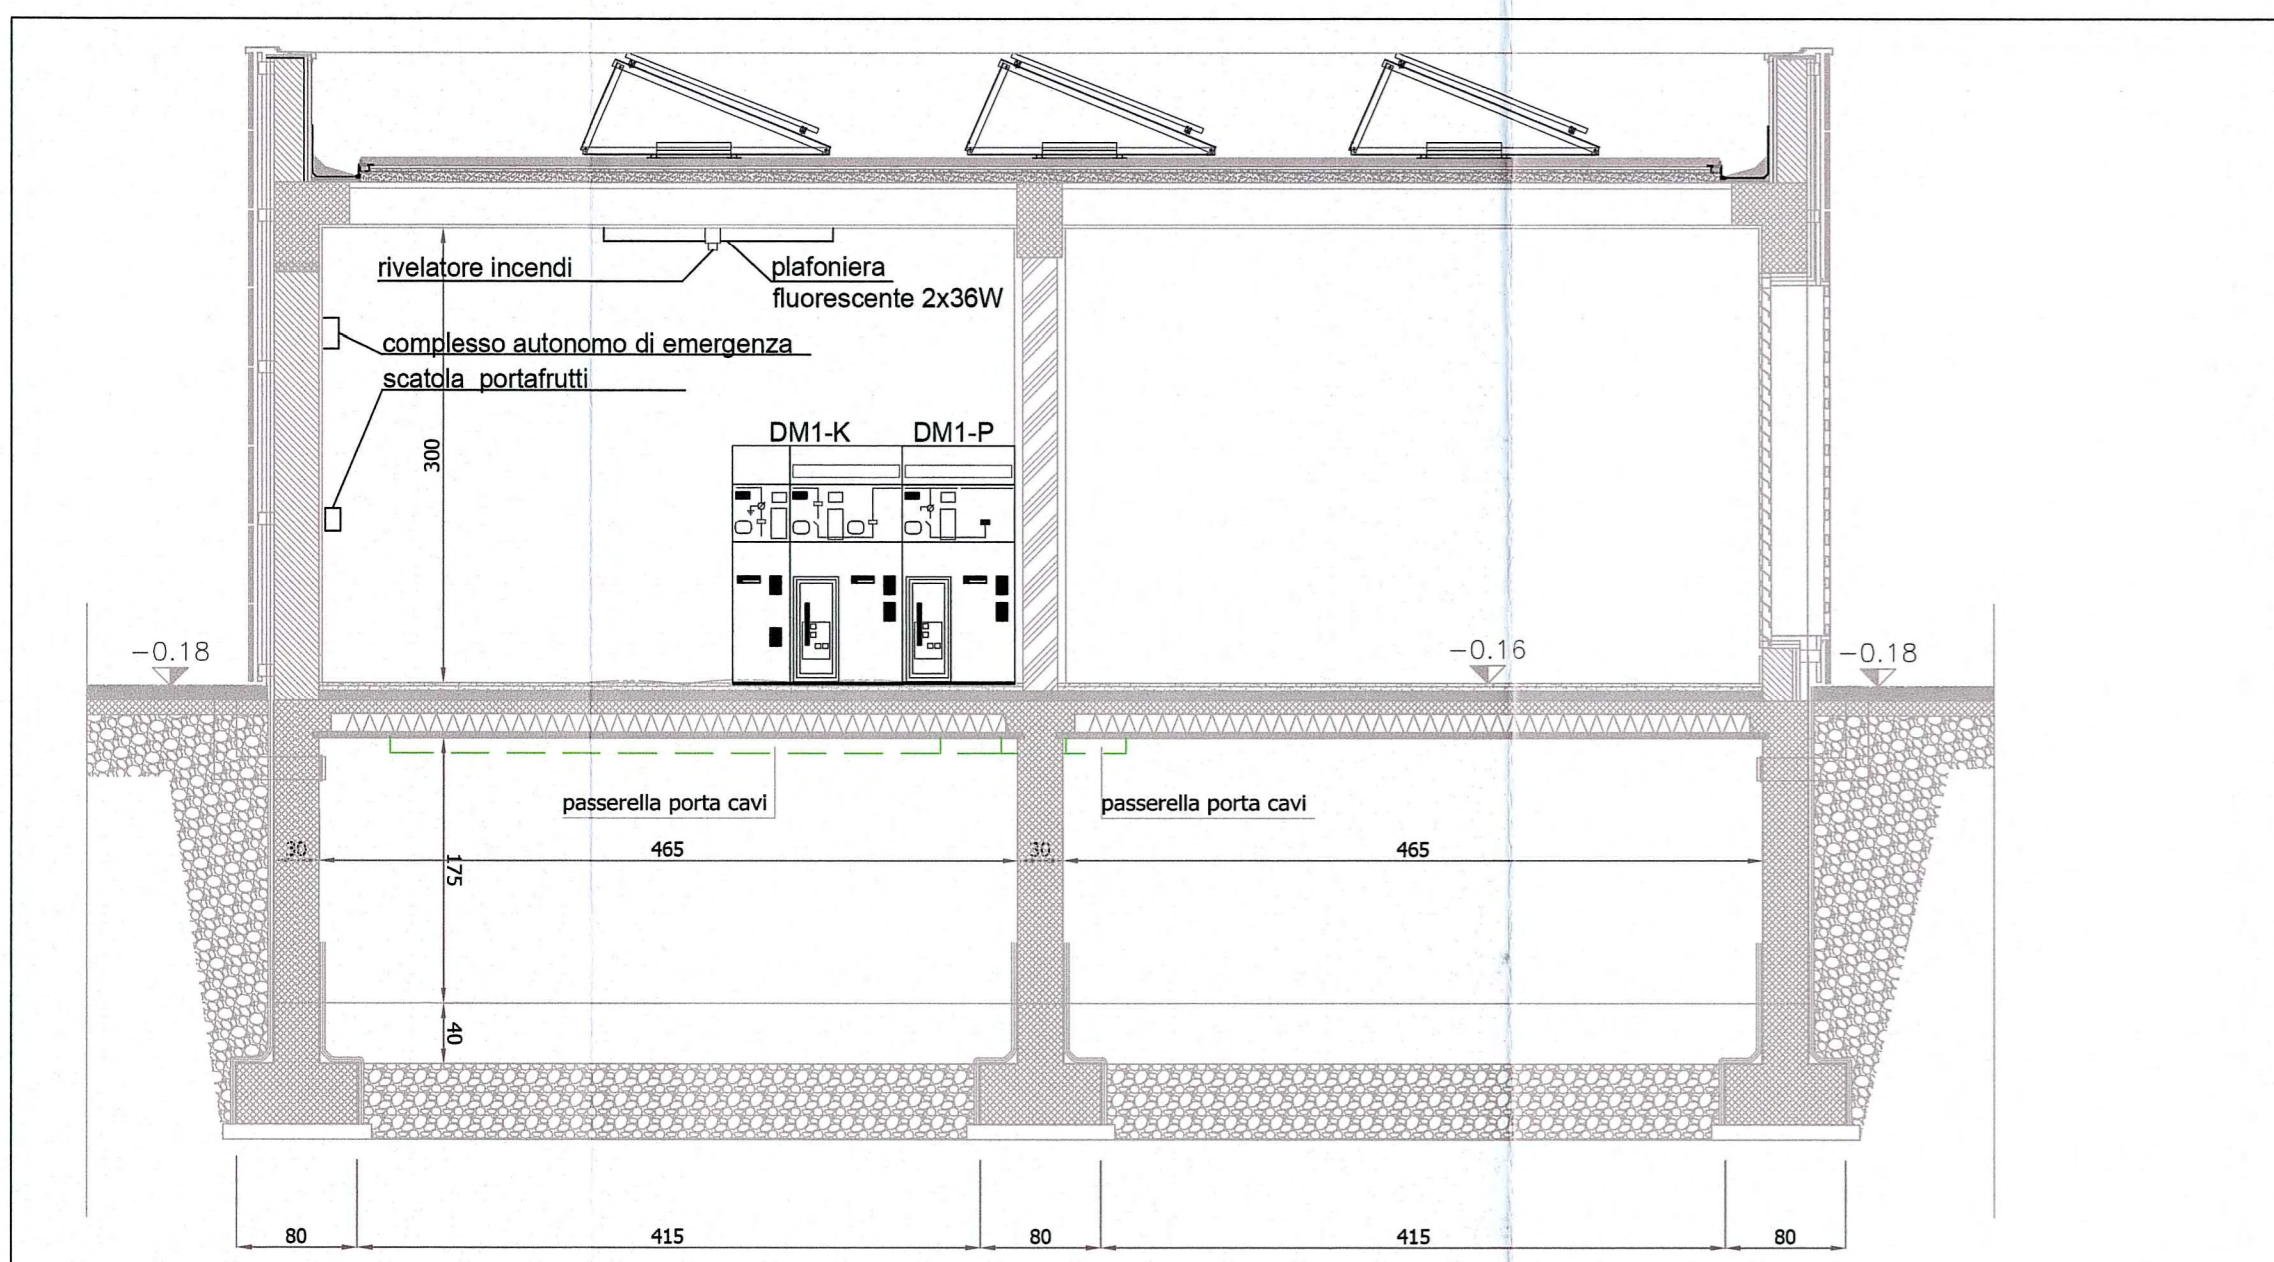 rivelatore incendi
plafoniera
fluorescente 2x36W
complesso autonomo di emergenza
scatola portafrutti
300
DM1-K
DM1-P
-0.18
-0.16
-0.18
passerella porta cavi
passerella porta cavi
30
465
30
465
175
40
80
415
80
415
80